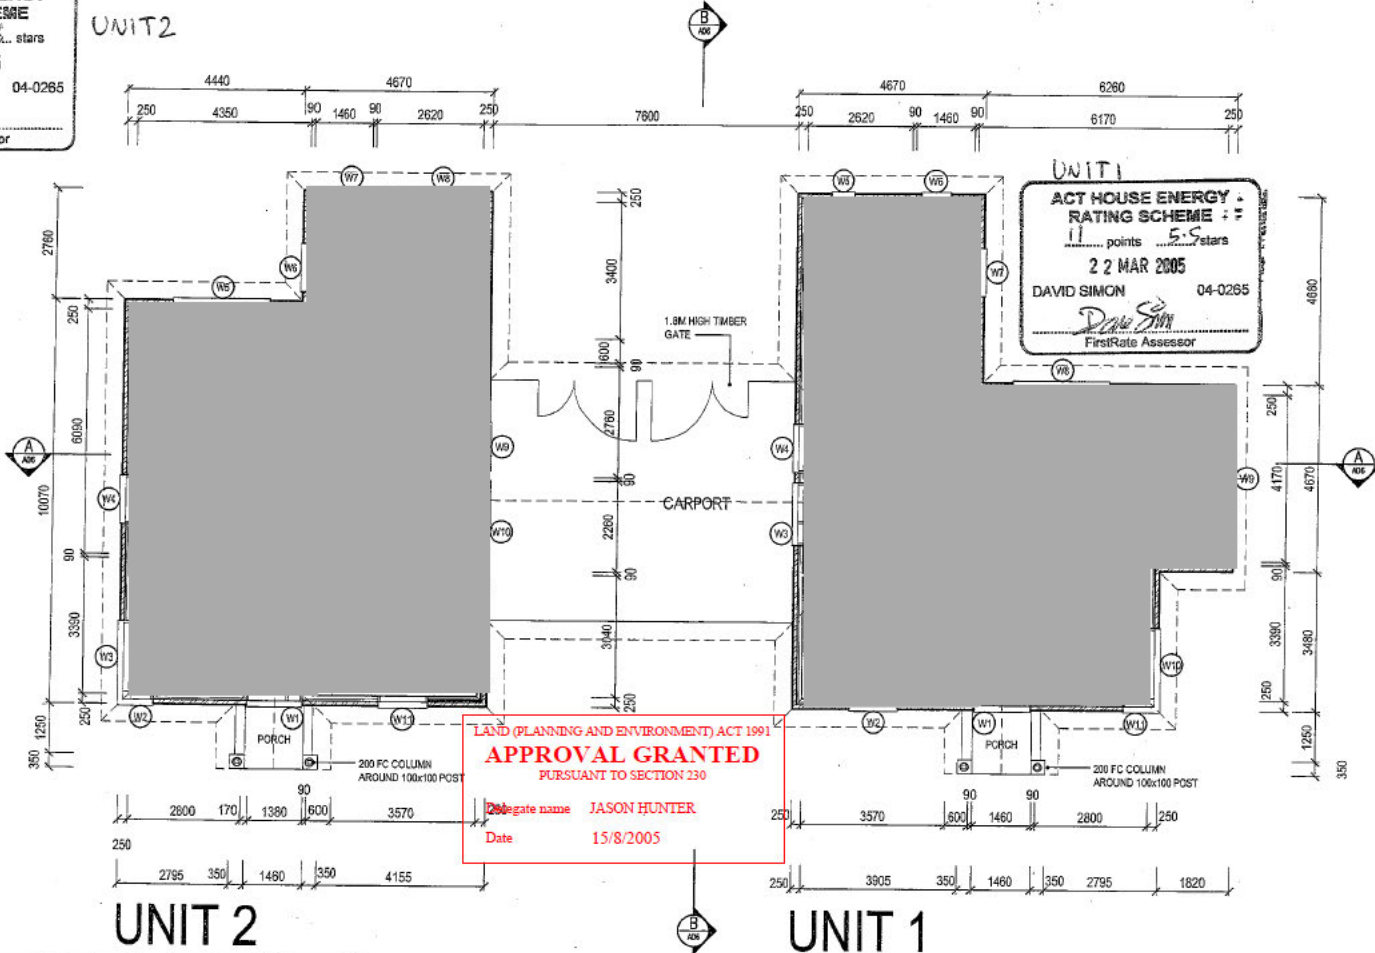 EME
stars
04-0265
or
UNIT2
B
A06
4440
4670
250
4350
90
1460
90
2620
250
7600
4670
6260
250
2620
90
1460
90
6170
250
W7
W8
W5
W6
UNIT1
ACT HOUSE ENERGY
RATING SCHEME
11 points 5.5 stars
22 MAR 2005
DAVID SIMON 04-0265
FirstRate Assessor
2760
W6
W5
250
3400
W7
4680
1.8M HIGH TIMBER
GATE
600
90
W8
250
2760
250
6090
A
A06
W9
W4
10070
W4
90
CARPORT
W10
W3
2260
90
W9
4170
4670
A
A06
90
90
3390
3040
3390
3480
W3
W10
250
250
250
W2
W1
W11
W2
W1
W11
1250
350
PORCH
PORCH
1250
350
200 FC COLUMN
AROUND 100x100 POST
200 FC COLUMN
AROUND 100x100 POST
LAND (PLANNING AND ENVIRONMENT) ACT 1991
APPROVAL GRANTED
PURSUANT TO SECTION 230
Delegate name JASON HUNTER
Date 15/8/2005
90
2800
170
1380
600
3570
250
90
90
250
3570
600
1460
2800
250
250
2795
350
1460
350
4155
250
3905
350
1460
350
2795
1820
UNIT 2
B
A06
UNIT 1